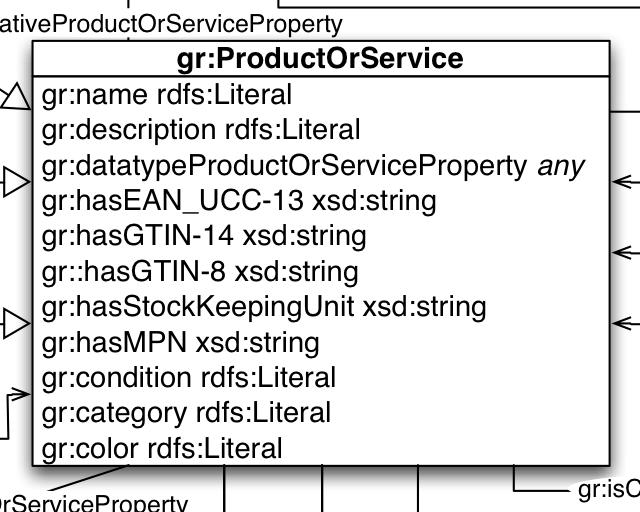 ativeProductOrServiceProperty
gr:ProductOrService
gr:name rdfs:Literal
gr:description rdfs:Literal
gr:datatypeProductOrServiceProperty any
gr:hasEAN_UCC-13 xsd:string
gr:hasGTIN-14 xsd:string
gr::hasGTIN-8 xsd:string
gr:hasStockKeepingUnit xsd:string
gr:hasMPN xsd:string
gr:condition rdfs:Literal
gr:category rdfs:Literal
gr:color rdfs:Literal
gr:isC
rServiceProperty